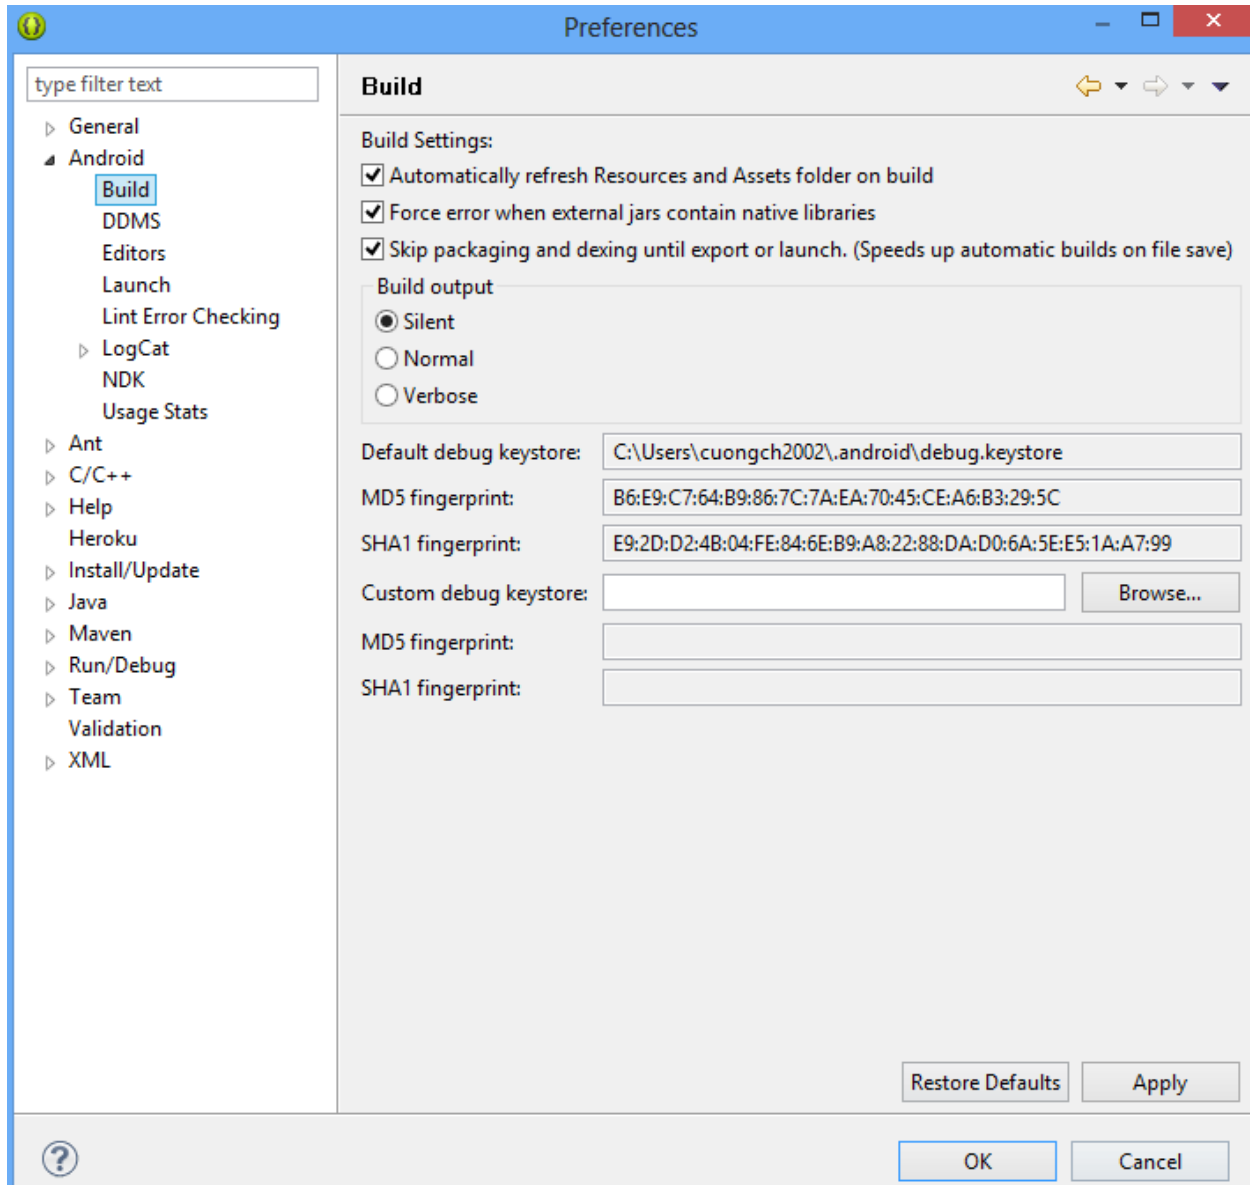 Preferences
type filter text
General
Android
Build
DDMS
Editors
Launch
Lint Error Checking
LogCat
NDK
Usage Stats
Ant
C/C++
Help
Heroku
Install/Update
Java
Maven
Run/Debug
Team
Validation
XML
Build
Build Settings:
Automatically refresh Resources and Assets folder on build
Force error when external jars contain native libraries
Skip packaging and dexing until export or launch. (Speeds up automatic builds on file save)
Build output
Silent
Normal
Verbose
Default debug keystore: C:\Users\cuongch2002\.android\debug.keystore
MD5 fingerprint: B6:E9:C7:64:B9:86:7C:7A:EA:70:45:CE:A6:B3:29:5C
SHA1 fingerprint: E9:2D:D2:4B:04:FE:84:6E:B9:A8:22:88:DA:D0:6A:5E:E5:1A:A7:99
Custom debug keystore: Browse...
MD5 fingerprint:
SHA1 fingerprint:
Restore Defaults Apply
? OK Cancel